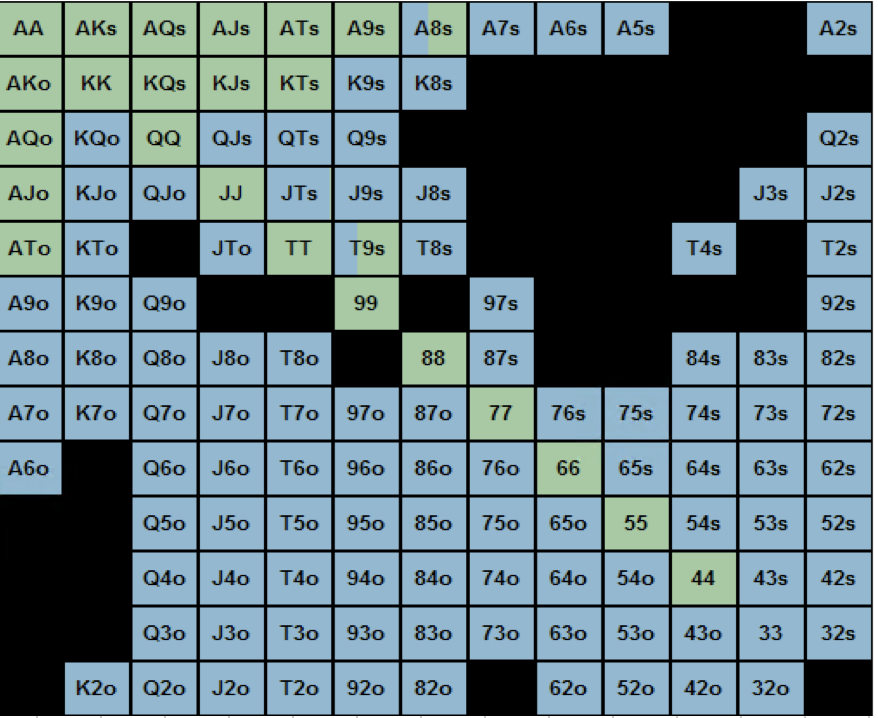 AA AKs AQs AJs ATs A9s A8s A7s A6s A5s A2s
AKo KK KQs KJs KTs K9s K8s
AQo KQo QQ QJs QTs Q9s Q2s
AJo KJo QJo JJ JTs J9s J8s J3s J2s
ATo KTo JTo TT T9s T8s T4s T2s
A9o K9o Q9o 99 97s 92s
A8o K8o Q8o J8o T8o 88 87s 84s 83s 82s
A7o K7o Q7o J7o T7o 97o 87o 77 76s 75s 74s 73s 72s
A6o Q6o J6o T6o 96o 86o 76o 66 65s 64s 63s 62s
Q5o J5o T5o 95o 85o 75o 65o 55 54s 53s 52s
Q4o J4o T4o 94o 84o 74o 64o 54o 44 43s 42s
Q3o J3o T3o 93o 83o 73o 63o 53o 43o 33 32s
K2o Q2o J2o T2o 92o 82o 62o 52o 42o 32o